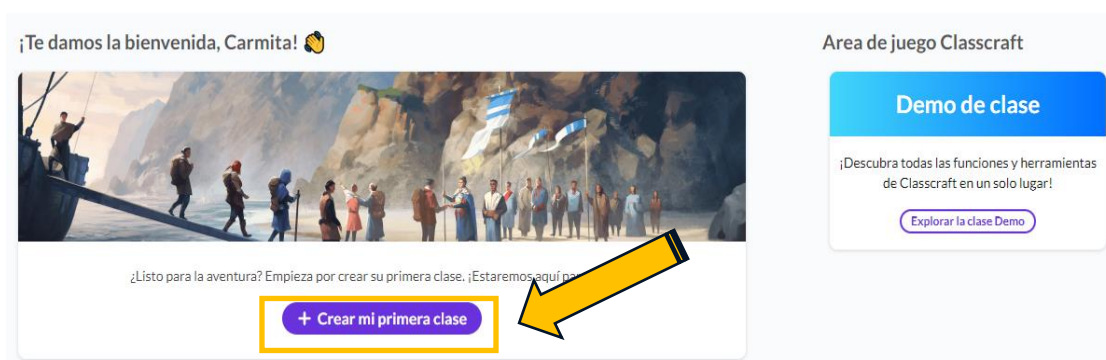 ¡Te damos la bienvenida, Carmita! 👋
Area de juego Classcraft
Demo de clase
¡Descubra todas las funciones y herramientas
de Classcraft en un solo lugar!
Explorar la clase Demo
¿Listo para la aventura? Empieza por crear su primera clase. ¡Estaremos aquí
+ Crear mi primera clase